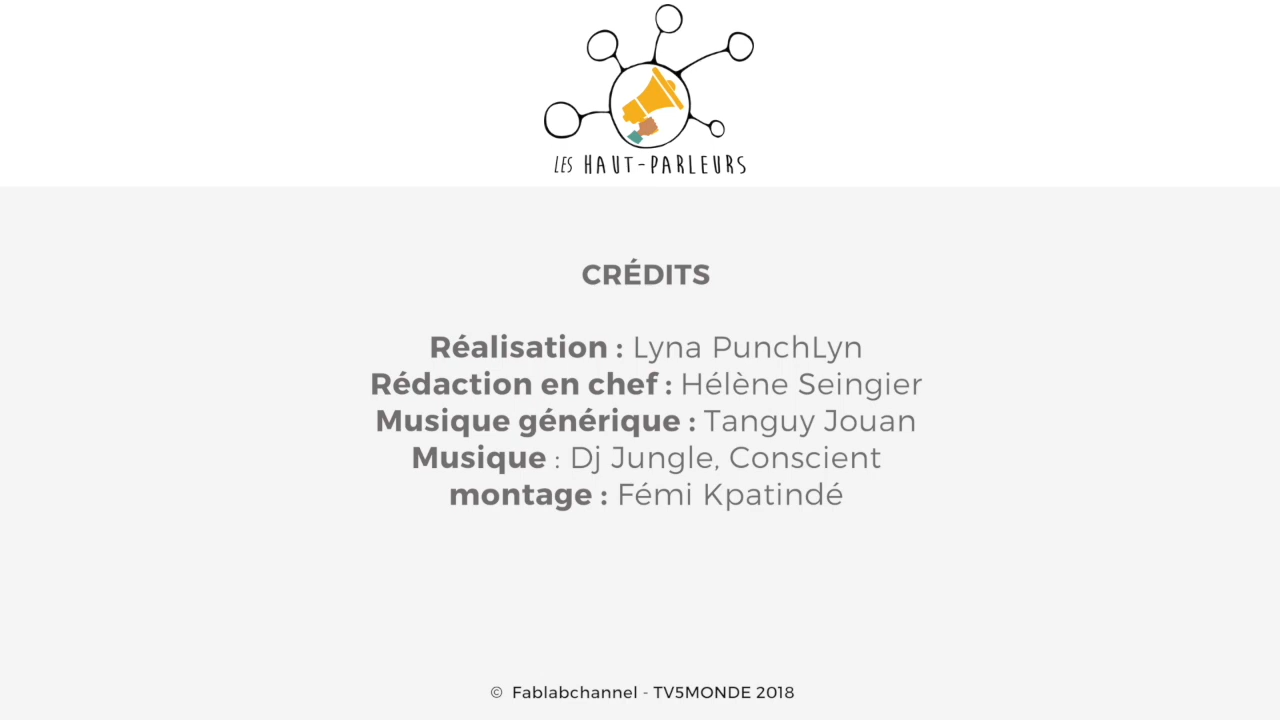 LES HAUT-PARLEURS
CRÉDITS
Réalisation : Lyna PunchLyn
Rédaction en chef : Hélène Seingier
Musique générique : Tanguy Jouan
Musique : Dj Jungle, Conscient
montage : Fémi Kpatindé
© Fablabchannel - TV5MONDE 2018